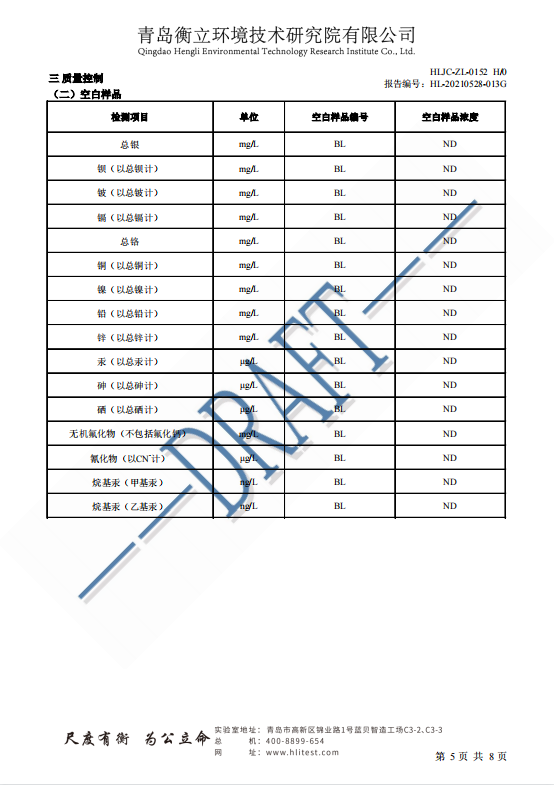 青岛衡立环境技术研究院有限公司
Qingdao Hengli Environmental Technology Research Institute Co., Ltd.
HLJC-ZL-0152 H/0
三 质量控制
报告编号：HL-20210528-013G
（二）空白样品
检测项目 单位 空白样品编号 空白样品浓度
总银 mg/L BL ND
钡（以总钡计） mg/L BL ND
铍（以总铍计） mg/L BL ND
镉（以总镉计） mg/L BL ND
总铬 mg/L BL ND
铜（以总铜计） mg/L BL ND
镍（以总镍计） mg/L BL ND
铅（以总铅计） mg/L BL ND
锌（以总锌计） mg/L BL ND
汞（以总汞计） μg/L BL ND
砷（以总砷计） μg/L BL ND
硒（以总硒计） μg/L BL ND
无机氟化物（不包括氟化钙） mg/L BL ND
氰化物（以CN⁻计） μg/L BL ND
烷基汞（甲基汞） ng/L BL ND
烷基汞（乙基汞） ng/L BL ND
DRAFT
尺度有衡 为公立命
实验室地址：青岛市高新区锦业路1号蓝贝智造工场C3-2、C3-3
总 机：400-8899-654
网 址：www.hlitest.com
第 5 页 共 8 页